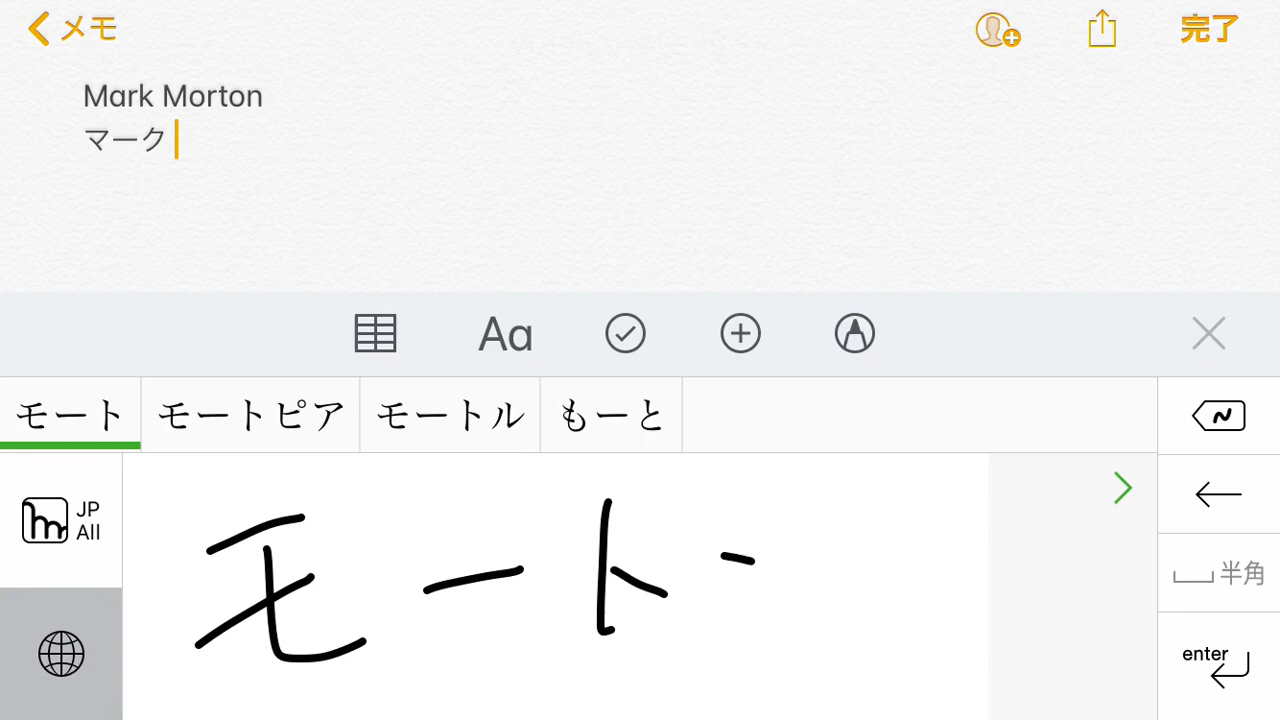 メモ
完了
Mark Morton
マーク
Aa
モート モートピア モートル もーと
JP
All
モート
半角
enter